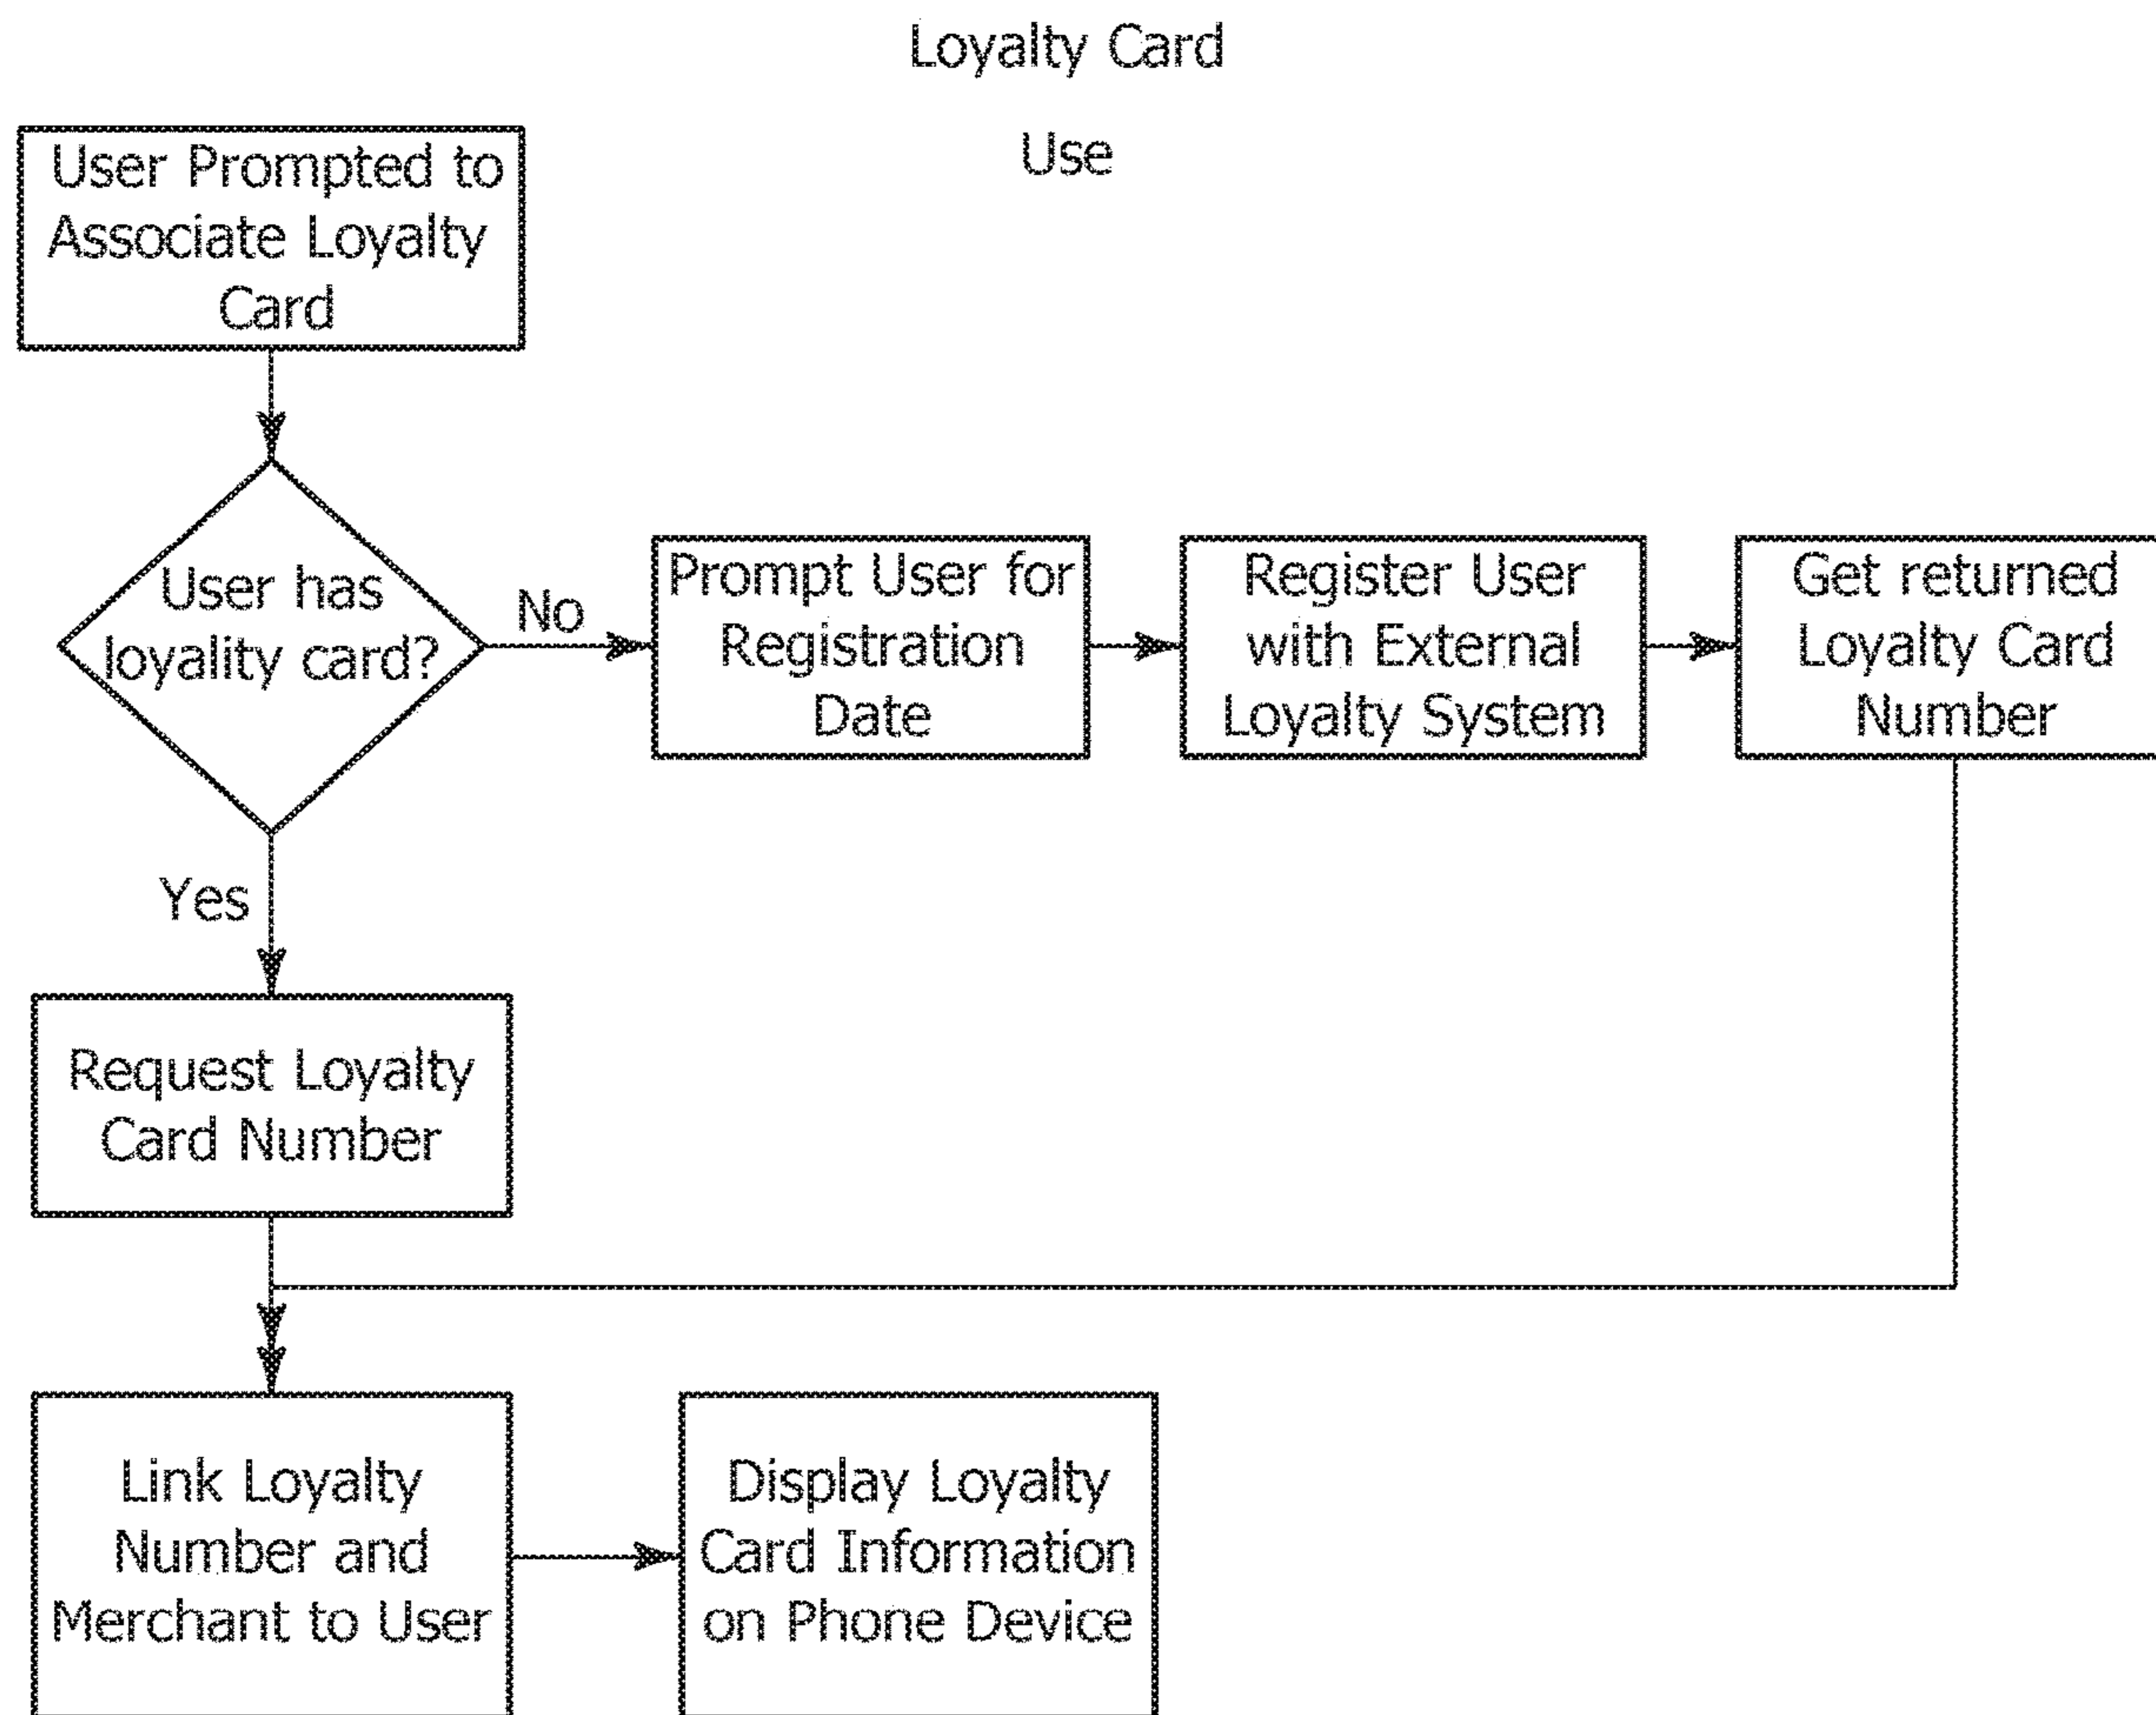 Loyalty Card
Use
User Prompted to
Associate Loyalty
Card
User has
loyality card?
No
Prompt User for
Registration
Date
Register User
with External
Loyalty System
Get returned
Loyalty Card
Number
Yes
Request Loyalty
Card Number
Link Loyalty
Number and
Merchant to User
Display Loyalty
Card Information
on Phone Device